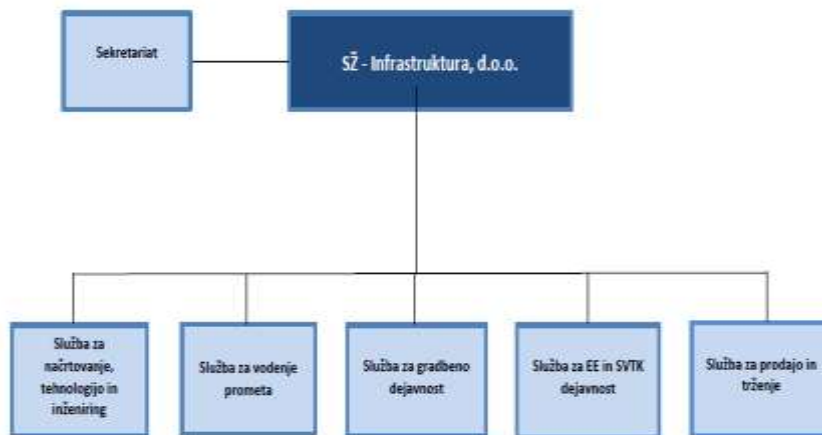 Sekretariat
SŽ - Infrastruktura, d.o.o.
Služba za
načrtovanje,
tehnologijo in
inženiring
Služba za vodenje
prometa
Služba za gradbeno
dejavnost
Služba za EE in SVTK
dejavnost
Služba za prodajo in
trženje